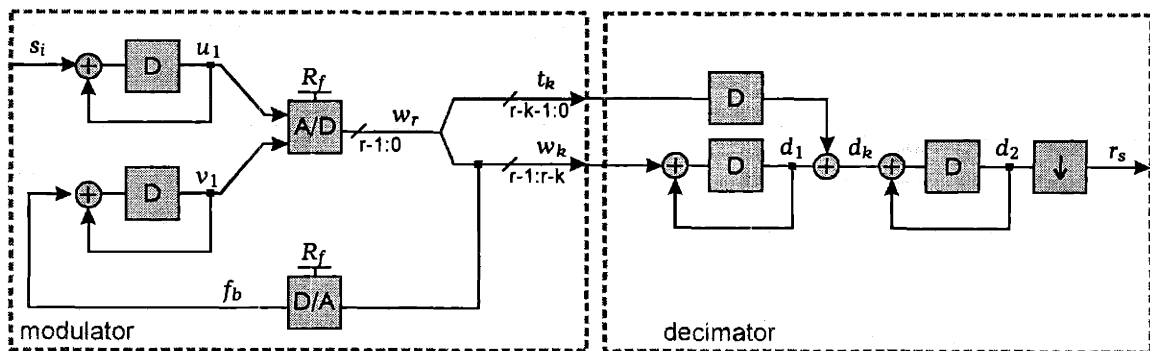 s_i
D
u_1
R_f
A/D
w_r
r-1:0
t_k
r-k-1:0
w_k
r-1:r-k
D
v_1
R_f
D/A
f_b
modulator
D
D
d_1
d_k
D
d_2
↓
r_s
decimator